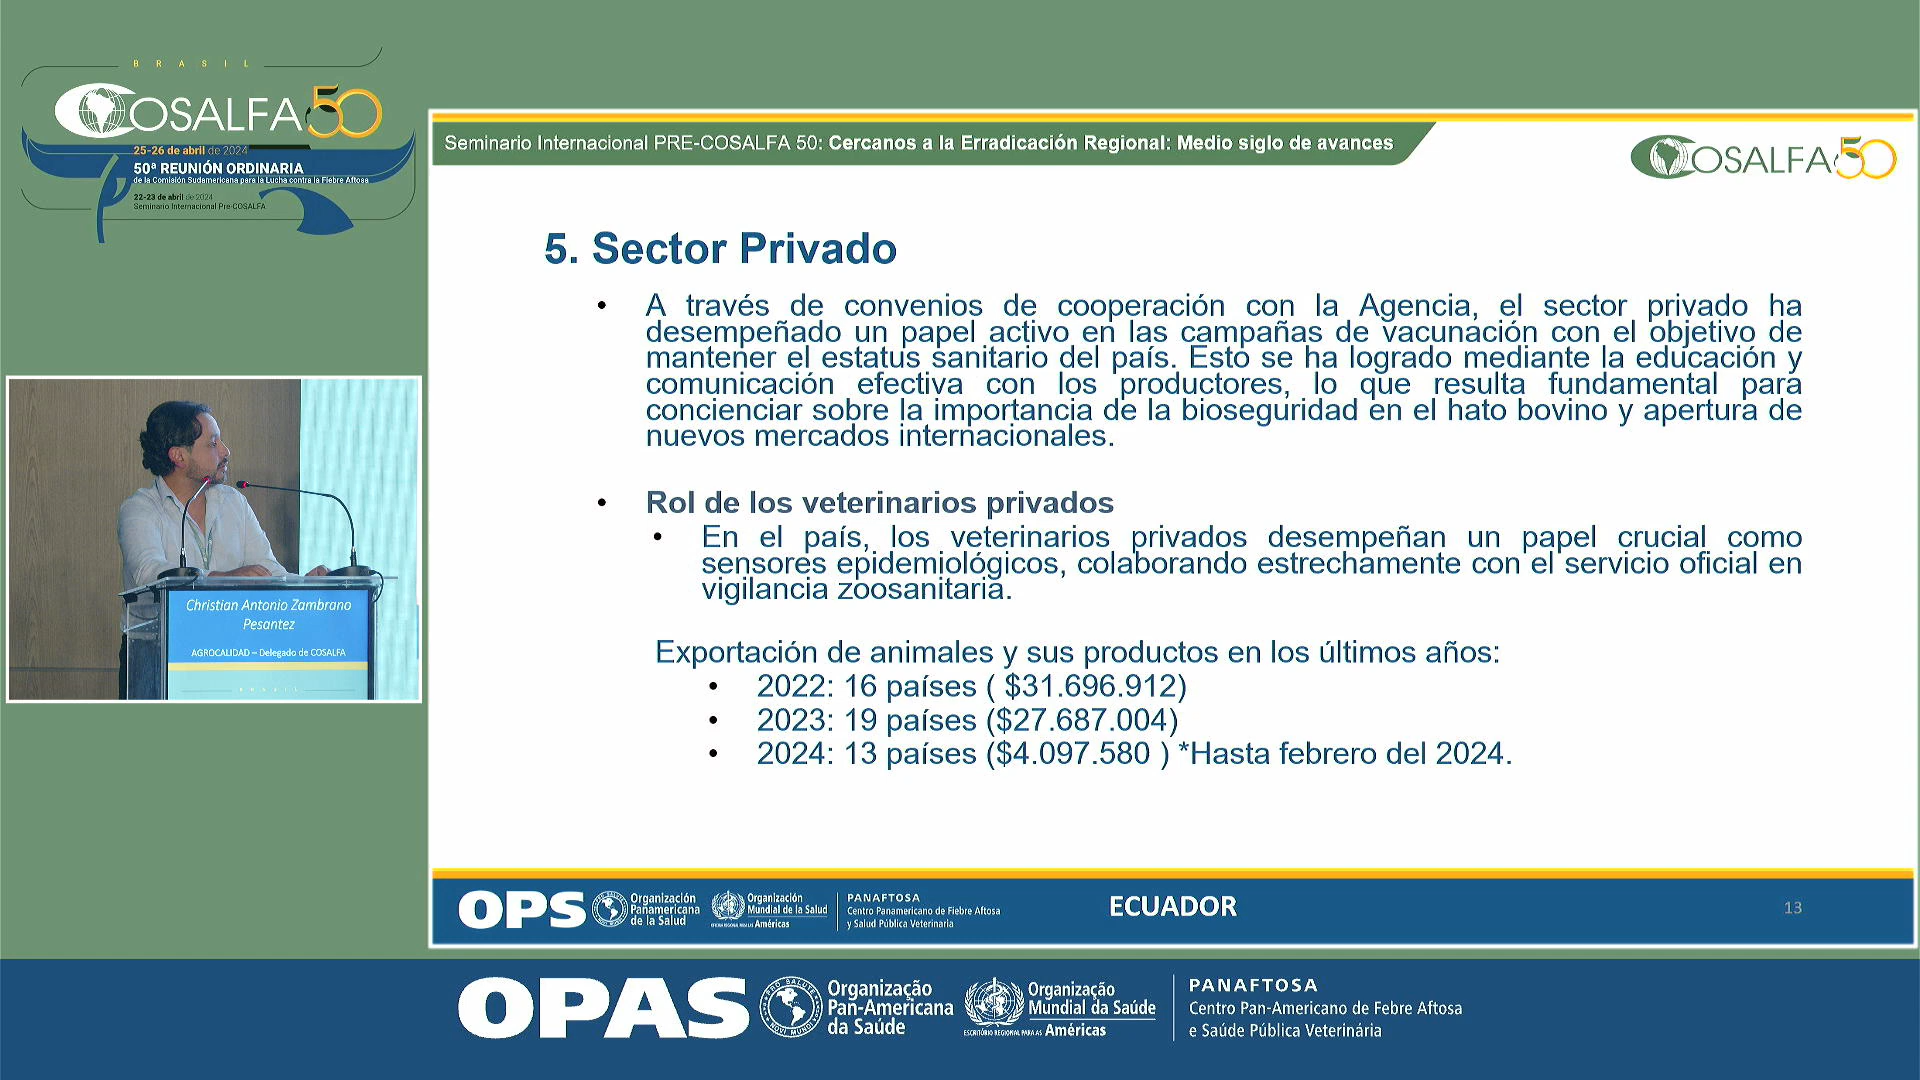 BRASIL
COSALFA 50
25-26 de abril de 2024
50ª REUNIÓN ORDINARIA
de la Comisión Sudamericana para la Lucha contra la Fiebre Aftosa
22-23 de abril de 2024
Seminario Internacional Pre-COSALFA
Seminario Internacional PRE-COSALFA 50: Cercanos a la Erradicación Regional: Medio siglo de avances
COSALFA 50
5. Sector Privado
• A través de convenios de cooperación con la Agencia, el sector privado ha
desempeñado un papel activo en las campañas de vacunación con el objetivo de
mantener el estatus sanitario del país. Esto se ha logrado mediante la educación y
comunicación efectiva con los productores, lo que resulta fundamental para
concienciar sobre la importancia de la bioseguridad en el hato bovino y apertura de
nuevos mercados internacionales.
• Rol de los veterinarios privados
• En el país, los veterinarios privados desempeñan un papel crucial como
sensores epidemiológicos, colaborando estrechamente con el servicio oficial en
vigilancia zoosanitaria.
Exportación de animales y sus productos en los últimos años:
• 2022: 16 países ( $31.696.912)
• 2023: 19 países ($27.687.004)
• 2024: 13 países ($4.097.580 ) *Hasta febrero del 2024.
Christian Antonio Zambrano
Pesantez
AGROCALIDAD – Delegado de COSALFA
BRASIL
OPS
Organización
Panamericana
de la Salud
Organización
Mundial de la Salud
Américas
PANAFTOSA
Centro Panamericano de Fiebre Aftosa
y Salud Pública Veterinaria
ECUADOR
13
OPAS
Organização
Pan-Americana
da Saúde
Organização
Mundial da Saúde
ESCRITÓRIO REGIONAL PARA AS Américas
PANAFTOSA
Centro Pan-Americano de Febre Aftosa
e Saúde Pública Veterinária